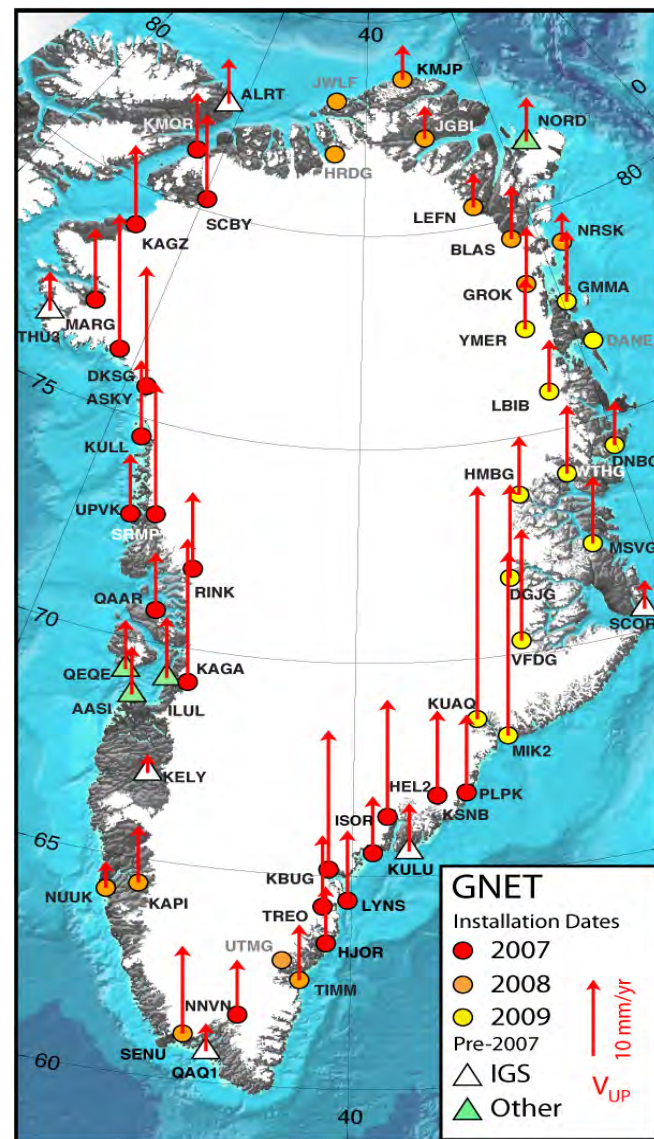 40
0
KMJP
JWLF
ALRT
KMOR
JGBL
NORD
HRDG
80
SCBY
LEFN
KAGZ
BLAS
NRSK
GROK
GMMA
MARG
THU3
YMER
DANE
DKSG
75
ASKY
LBIB
KULL
DNBG
WTHG
HMBG
UPVK
SRMP
MSVG
RINK
DGJG
QAAR
SCOR
70
VFDG
QEQE
KAGA
AASI
ILUL
KUAQ
MIK2
KELY
HEL2
PLPK
KSNB
ISOR
65
KULU
KBUG
NUUK
KAPI
LYNS
TREO
HJOR
UTMG
TIMM
NNVN
SENU
60
QAQ1
40
GNET
Installation Dates
2007
2008
2009
Pre-2007
IGS
Other
10 mm/yr
VUP